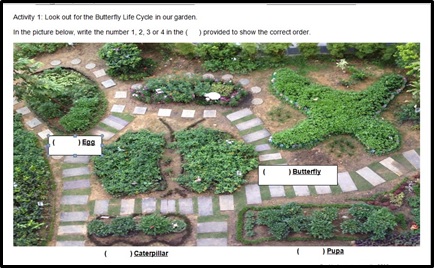 Activity 1: Look out for the Butterfly Life Cycle in our garden.
In the picture below, write the number 1, 2, 3 or 4 in the (     ) provided to show the correct order.
(       ) Egg
(       ) Butterfly
(       ) Caterpillar
(       ) Pupa